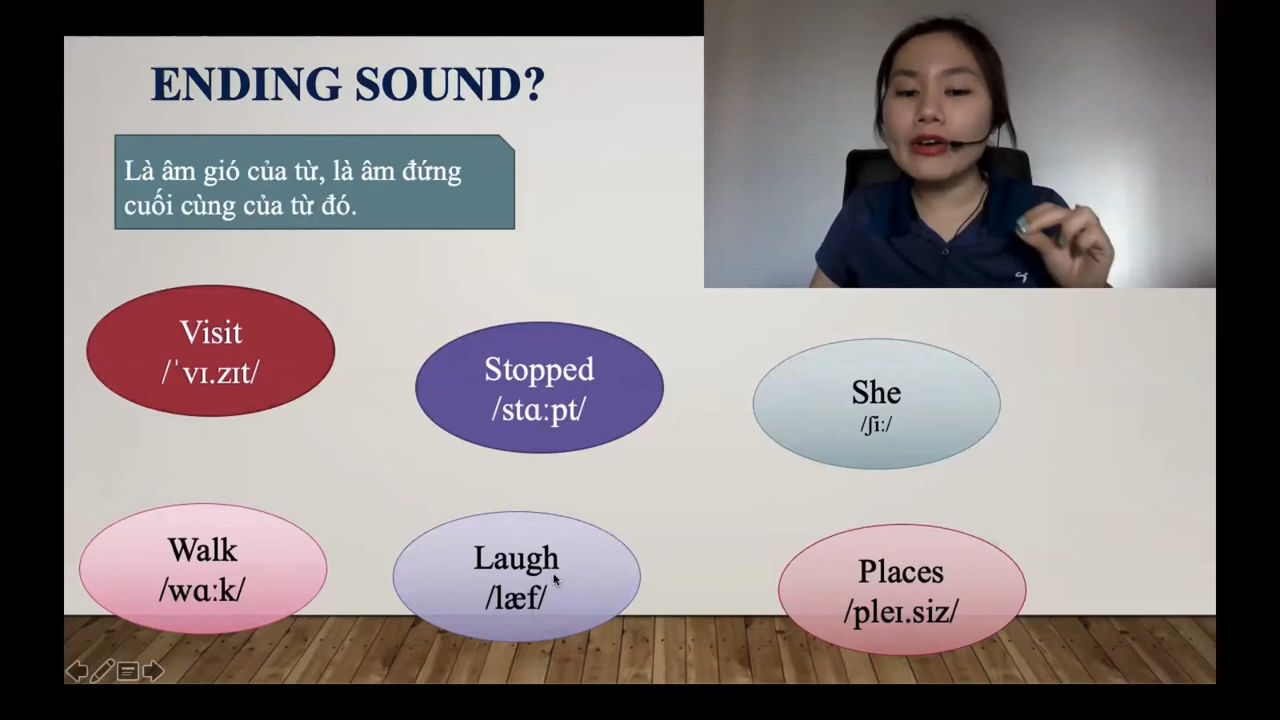 ENDING SOUND?
Là âm gió của từ, là âm đứng
cuối cùng của từ đó.
Visit
/ˈvɪ.zɪt/
Stopped
/stɑːpt/
She
/ʃiː/
Walk
/wɑːk/
Laugh
/læf/
Places
/pleɪ.siz/